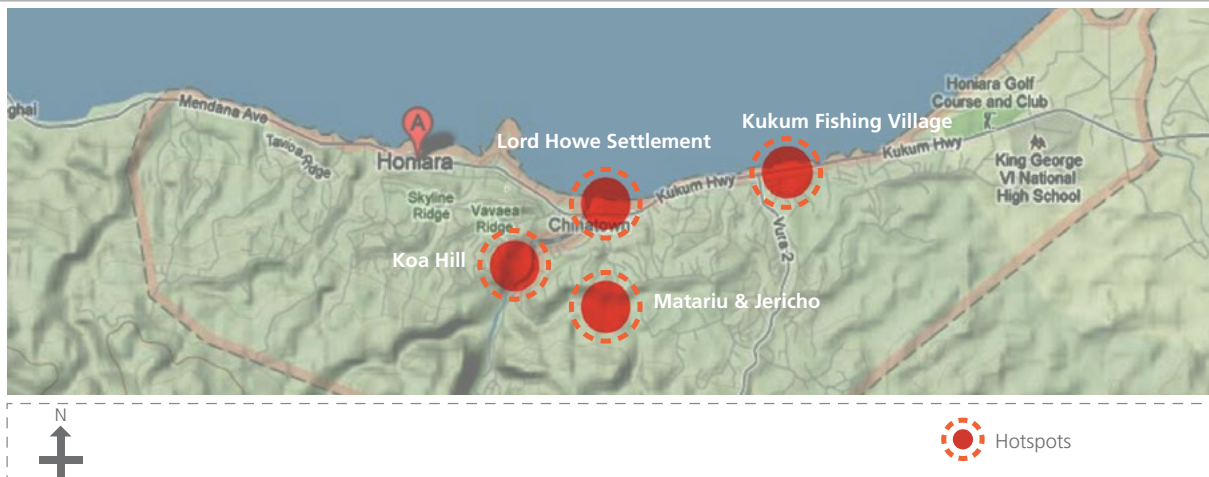 ghai
Mendana Ave
Tavioa Ridge
A
Honiara
Lord Howe Settlement
Kukum Fishing Village
Honiara Golf
Course and Club
Kukum Hwy
King George
VI National
High School
Kukum Hwy
Skyline
Ridge
Vavaea
Ridge
Chinatown
Vura 2
Koa Hill
Matariu & Jericho
N
Hotspots